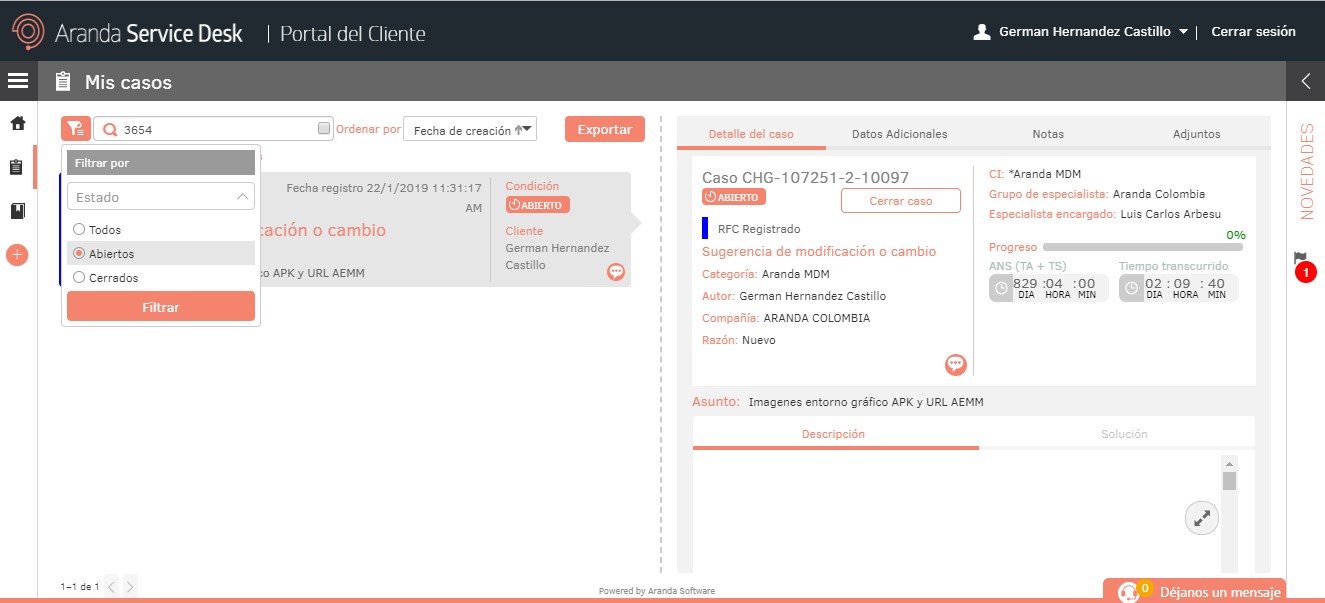 Aranda Service Desk | Portal del Cliente
German Hernandez Castillo | Cerrar sesión
Mis casos
3654
Ordenar por
Fecha de creación
Exportar
Filtrar por
Estado
Todos
Abiertos
Cerrados
Filtrar
Fecha registro 22/1/2019 11:31:17
AM
cación o cambio
APK y URL AEMM
Condición
ABIERTO
Cliente
German Hernandez
Castillo
1-1 de 1
Detalle del caso
Datos Adicionales
Notas
Adjuntos
Caso CHG-107251-2-10097
ABIERTO
Cerrar caso
RFC Registrado
Sugerencia de modificación o cambio
Categoría: Aranda MDM
Autor: German Hernandez Castillo
Compañía: ARANDA COLOMBIA
Razón: Nuevo
CI: *Aranda MDM
Grupo de especialista: Aranda Colombia
Especialista encargado: Luis Carlos Arbesu
0%
Progreso
ANS (TA + TS)
829 :04 :00
DIA HORA MIN
Tiempo transcurrido
02 : 09 : 40
DIA HORA MIN
Asunto: Imagenes entorno gráfico APK y URL AEMM
Descripción
Solución
NOVEDADES
1
Powered by Aranda Software
0
Déjanos un mensaje